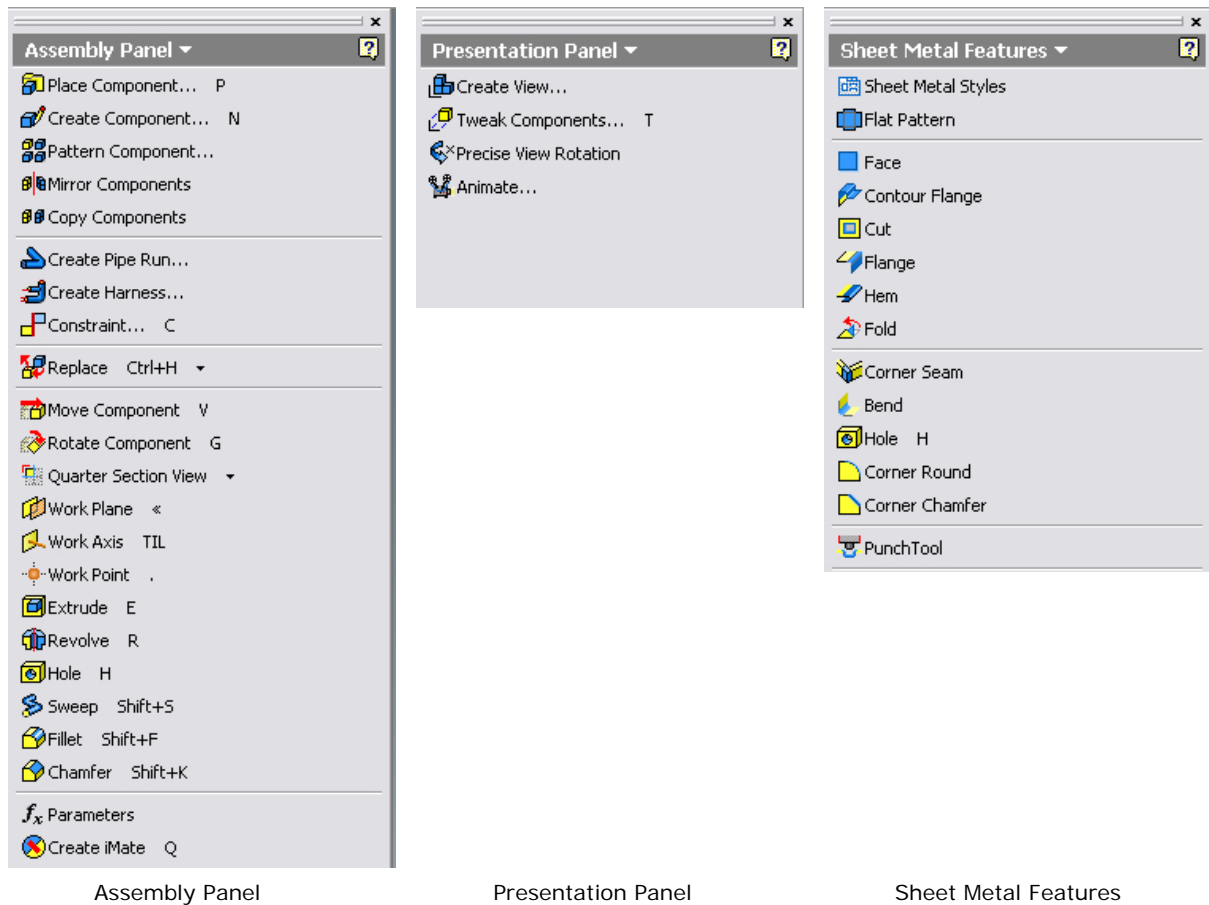 Assembly Panel
Place Component... P
Create Component... N
Pattern Component...
Mirror Components
Copy Components
Create Pipe Run...
Create Harness...
Constraint... C
Replace Ctrl+H
Move Component V
Rotate Component G
Quarter Section View
Work Plane «
Work Axis TIL
Work Point .
Extrude E
Revolve R
Hole H
Sweep Shift+S
Fillet Shift+F
Chamfer Shift+K
fx Parameters
Create iMate Q
Assembly Panel
Presentation Panel
Create View...
Tweak Components... T
Precise View Rotation
Animate...
Presentation Panel
Sheet Metal Features
Sheet Metal Styles
Flat Pattern
Face
Contour Flange
Cut
Flange
Hem
Fold
Corner Seam
Bend
Hole H
Corner Round
Corner Chamfer
PunchTool
Sheet Metal Features